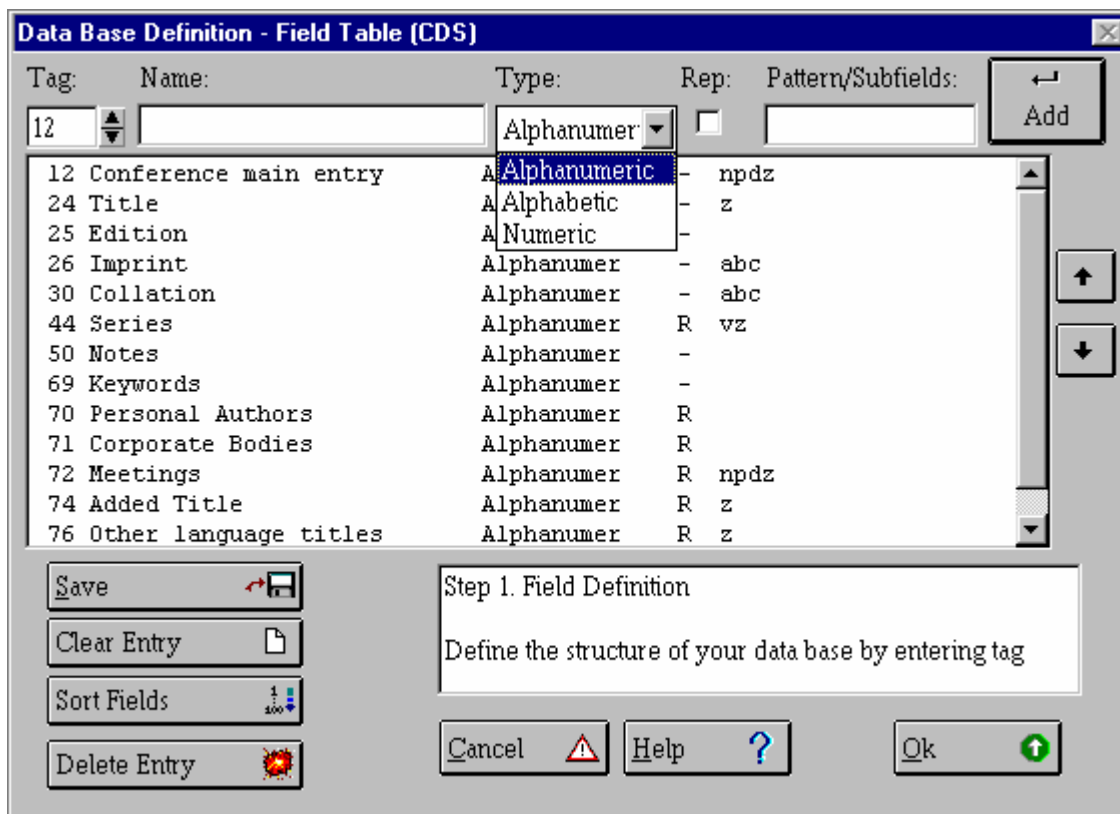 Data Base Definition - Field Table (CDS)
Tag: Name: Type: Rep: Pattern/Subfields:
12 Alphanumer Add
Alphanumeric
Alphabetic
Numeric
12 Conference main entry A - npdz
24 Title A - z
25 Edition A -
26 Imprint Alphanumer - abc
30 Collation Alphanumer - abc
44 Series Alphanumer R vz
50 Notes Alphanumer -
69 Keywords Alphanumer -
70 Personal Authors Alphanumer R
71 Corporate Bodies Alphanumer R
72 Meetings Alphanumer R npdz
74 Added Title Alphanumer R z
76 Other language titles Alphanumer R z
Save
Clear Entry
Sort Fields 1 100
Delete Entry
Step 1. Field Definition
Define the structure of your data base by entering tag
Cancel Help ? Ok